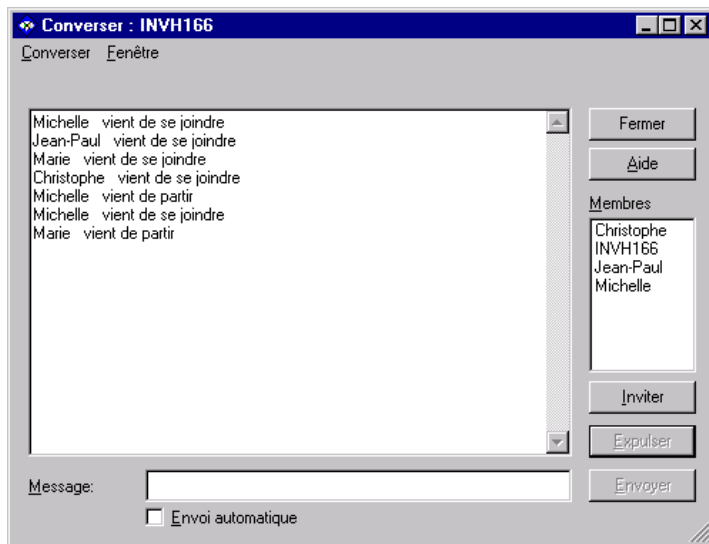 Converser : INVH166
Converser Fenêtre
Michelle vient de se joindre
Jean-Paul vient de se joindre
Marie vient de se joindre
Christophe vient de se joindre
Michelle vient de partir
Michelle vient de se joindre
Marie vient de partir
Fermer
Aide
Membres
Christophe
INVH166
Jean-Paul
Michelle
Inviter
Expulser
Message:
Envoyer
Envoi automatique